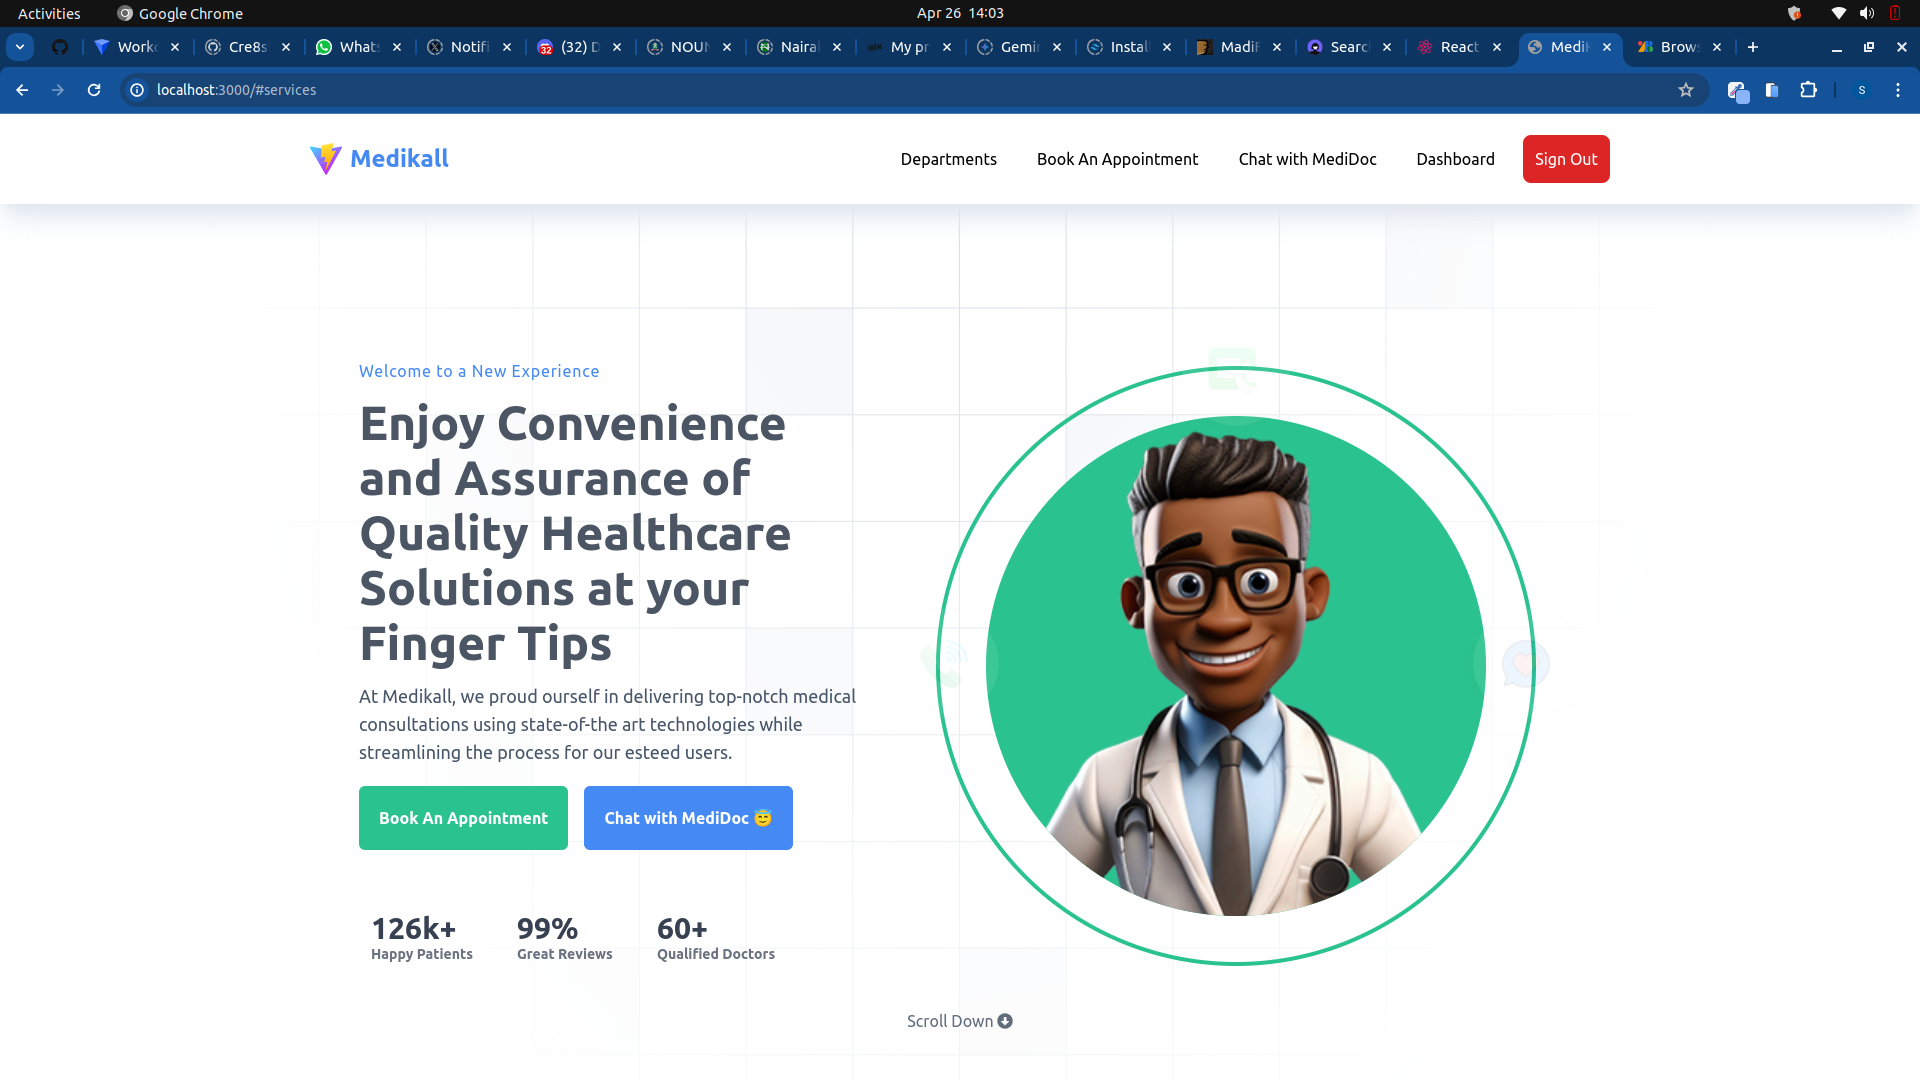 Activities
Google Chrome
Apr 26 14:03
Work
Cre8s
Whats
Notifi
(32) D
NOUN
Nairal
My pr
Gemin
Instal
MadiF
Searc
React
Medik
Brow
localhost:3000/#services
S
Medikall
Departments
Book An Appointment
Chat with MediDoc
Dashboard
Sign Out
Welcome to a New Experience
Enjoy Convenience
and Assurance of
Quality Healthcare
Solutions at your
Finger Tips
At Medikall, we proud ourself in delivering top-notch medical
consultations using state-of-the art technologies while
streamlining the process for our esteed users.
Book An Appointment
Chat with MediDoc 😇
126k+
Happy Patients
99%
Great Reviews
60+
Qualified Doctors
Scroll Down